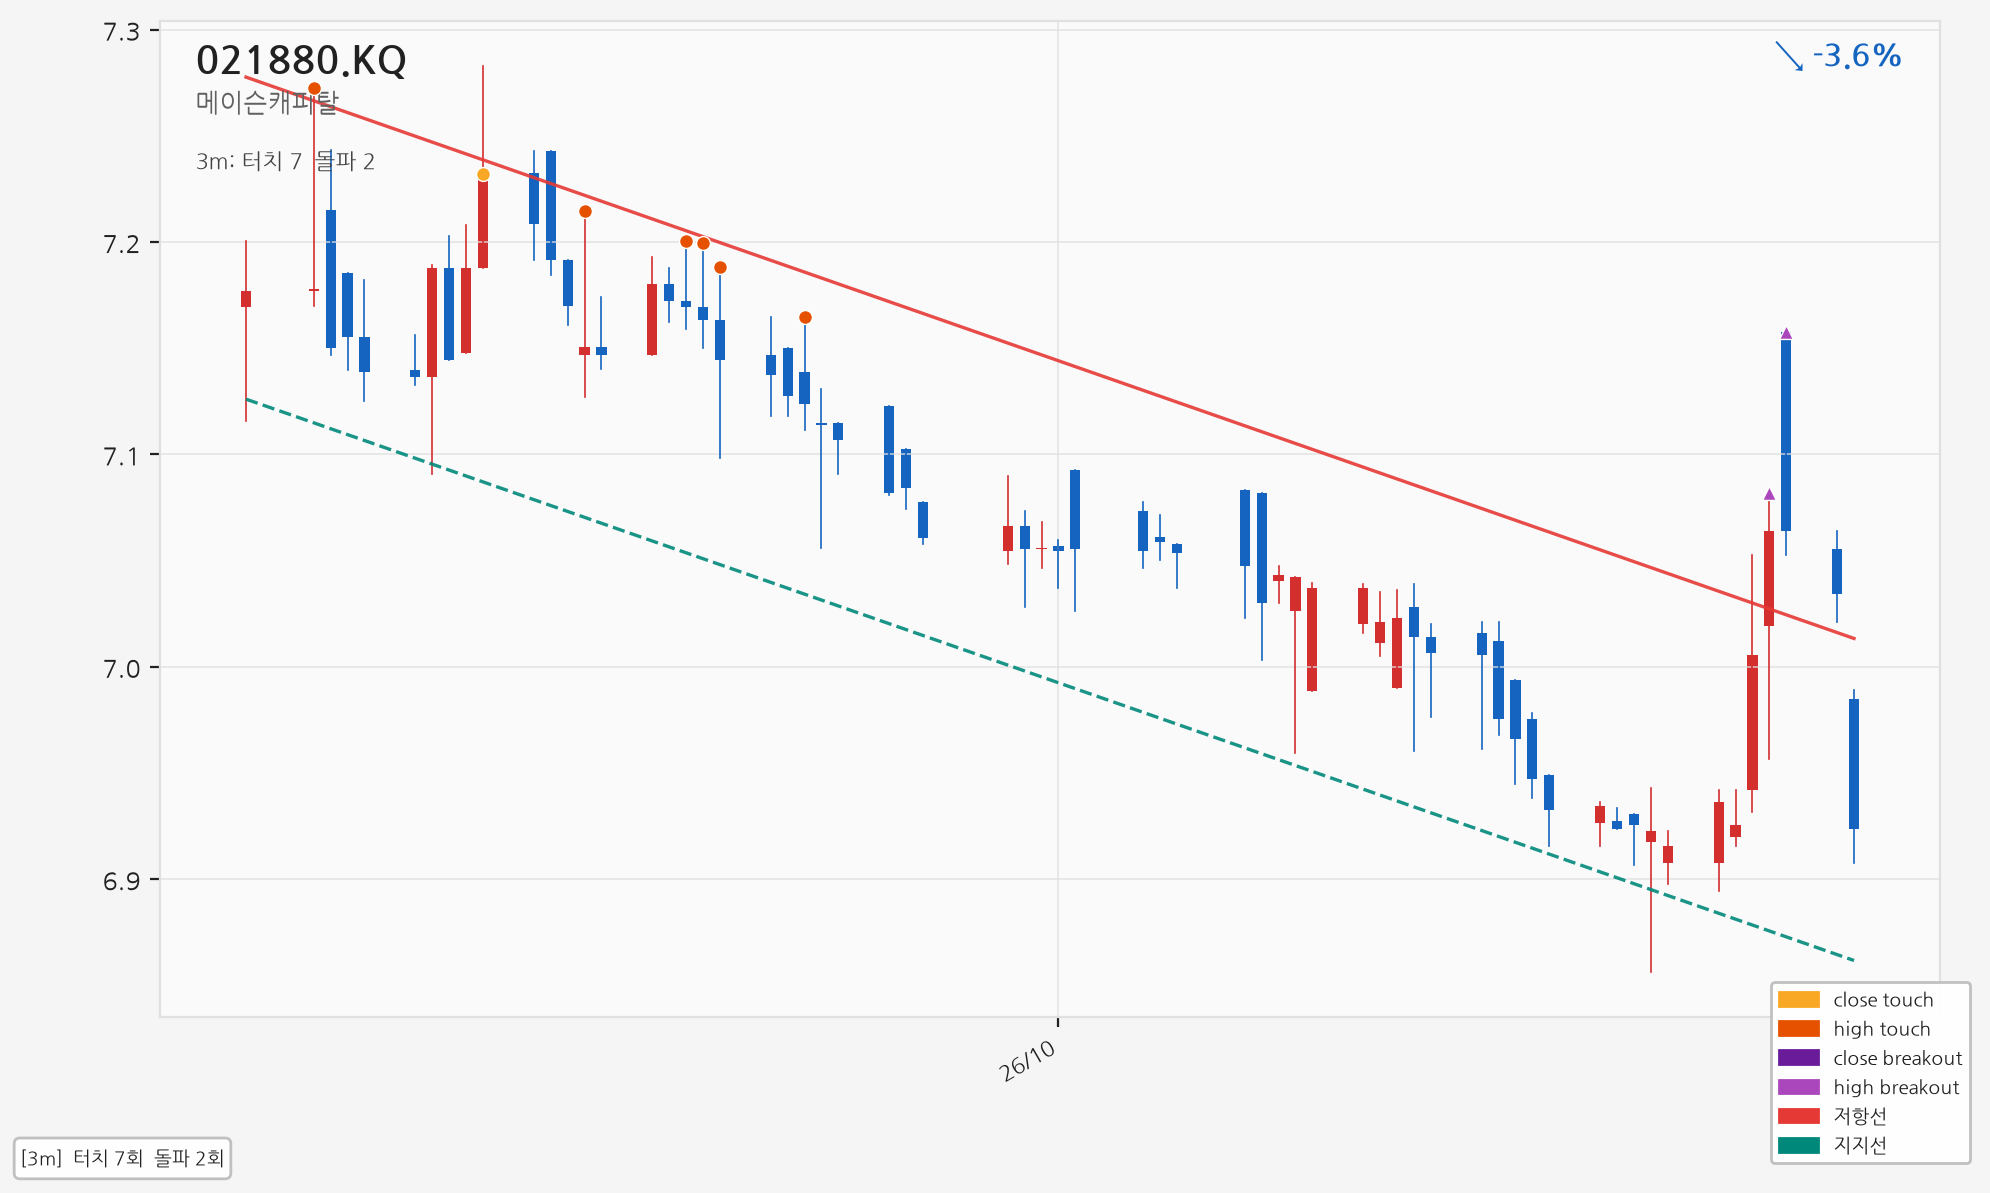 021880.KQ
메이슨캐피탈
3m: 터치 7  돌파 2
-3.6%
7.3
7.2
7.1
7.0
6.9
26/10
close touch
high touch
close breakout
high breakout
저항선
지지선
[3m]  터치 7회  돌파 2회